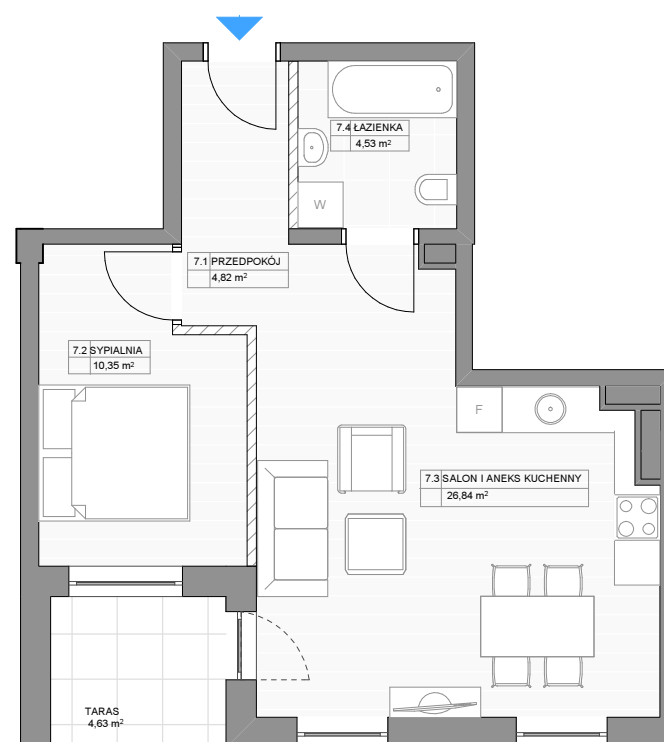 7.4 ŁAZIENKA
4,53 m²
W
7.1 PRZEDPOKÓJ
4,82 m²
7.2 SYPIALNIA
10,35 m²
F
7.3 SALON I ANEKS KUCHENNY
26,84 m²
TARAS
4,63 m²